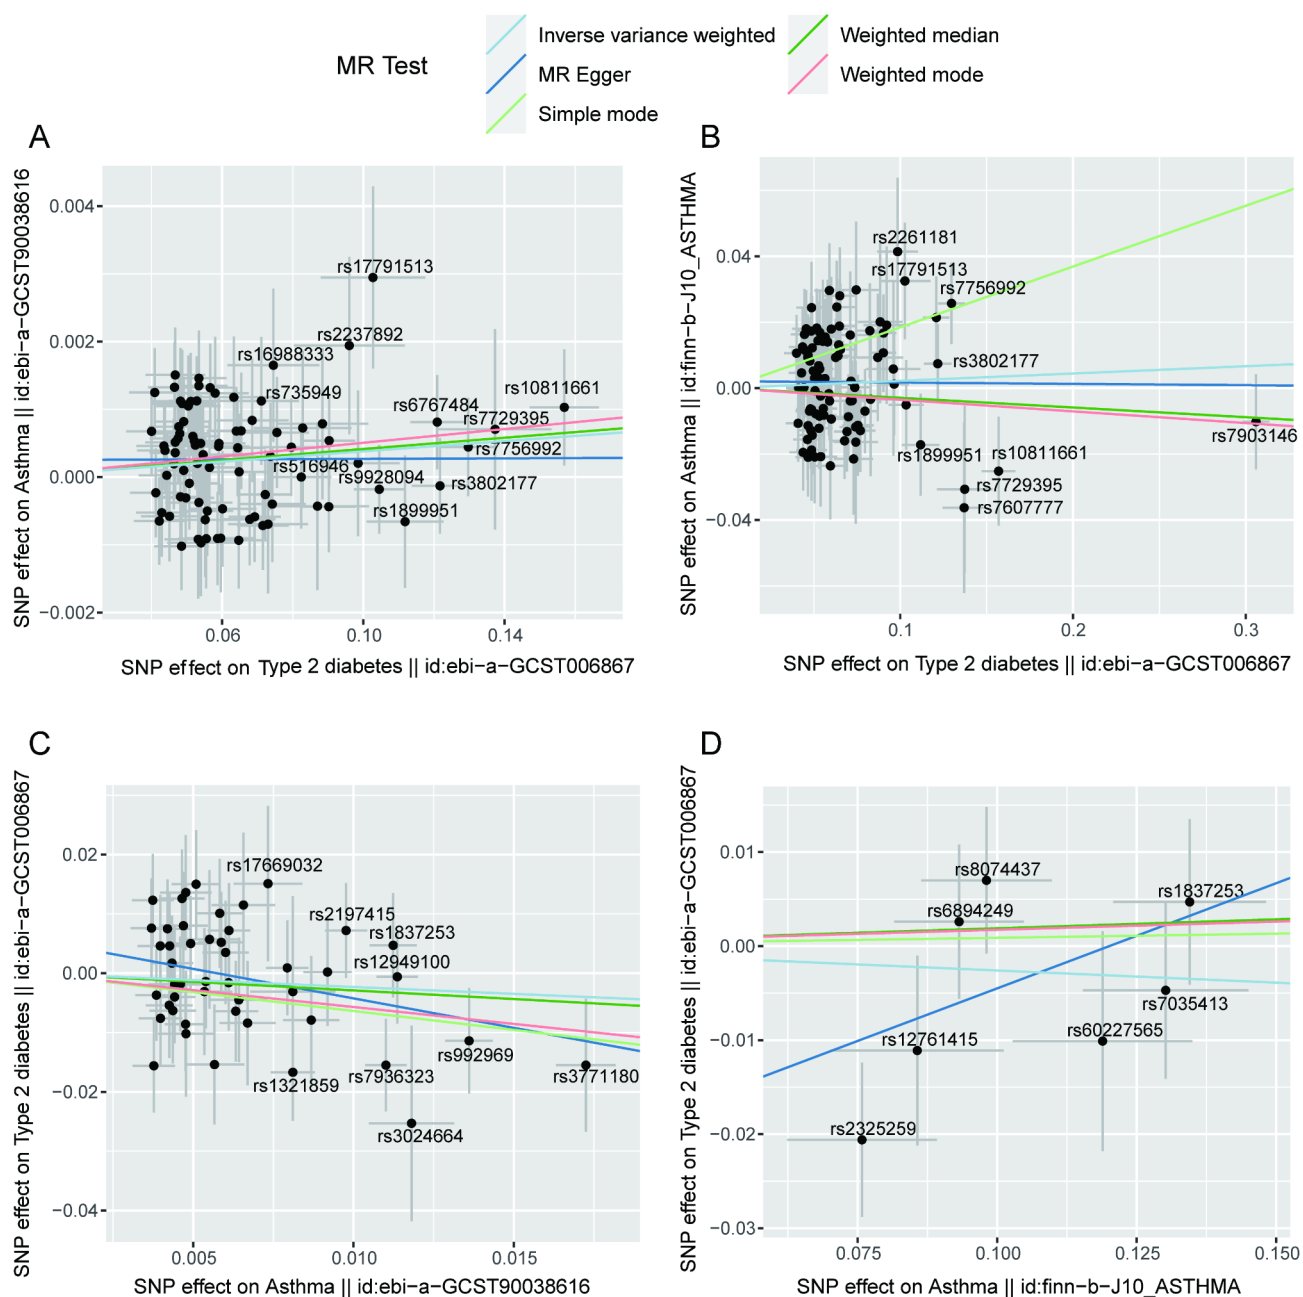 MR Test
Inverse variance weighted
MR Egger
Simple mode
Weighted median
Weighted mode
A
SNP effect on Asthma || id:ebi−a−GCST90038616
0.004
0.002
0.000
−0.002
rs17791513
rs2237892
rs16988333
rs735949
rs10811661
rs6767484
rs7729395
rs7756992
rs516946
rs9928094
rs3802177
rs1899951
0.06
0.10
0.14
SNP effect on Type 2 diabetes || id:ebi−a−GCST006867
B
SNP effect on Asthma || id:finn−b−J10_ASTHMA
0.04
0.00
−0.04
rs2261181
rs17791513
rs7756992
rs3802177
rs7903146
rs1899951
rs10811661
rs7729395
rs7607777
0.1
0.2
0.3
SNP effect on Type 2 diabetes || id:ebi−a−GCST006867
C
SNP effect on Type 2 diabetes || id:ebi−a−GCST006867
0.02
0.00
−0.02
−0.04
rs17669032
rs2197415
rs1837253
rs12949100
rs992969
rs1321859
rs7936323
rs3771180
rs3024664
0.005
0.010
0.015
SNP effect on Asthma || id:ebi−a−GCST90038616
D
SNP effect on Type 2 diabetes || id:ebi−a−GCST006867
0.01
0.00
−0.01
−0.02
−0.03
rs8074437
rs1837253
rs6894249
rs7035413
rs60227565
rs12761415
rs2325259
0.075
0.100
0.125
0.150
SNP effect on Asthma || id:finn−b−J10_ASTHMA